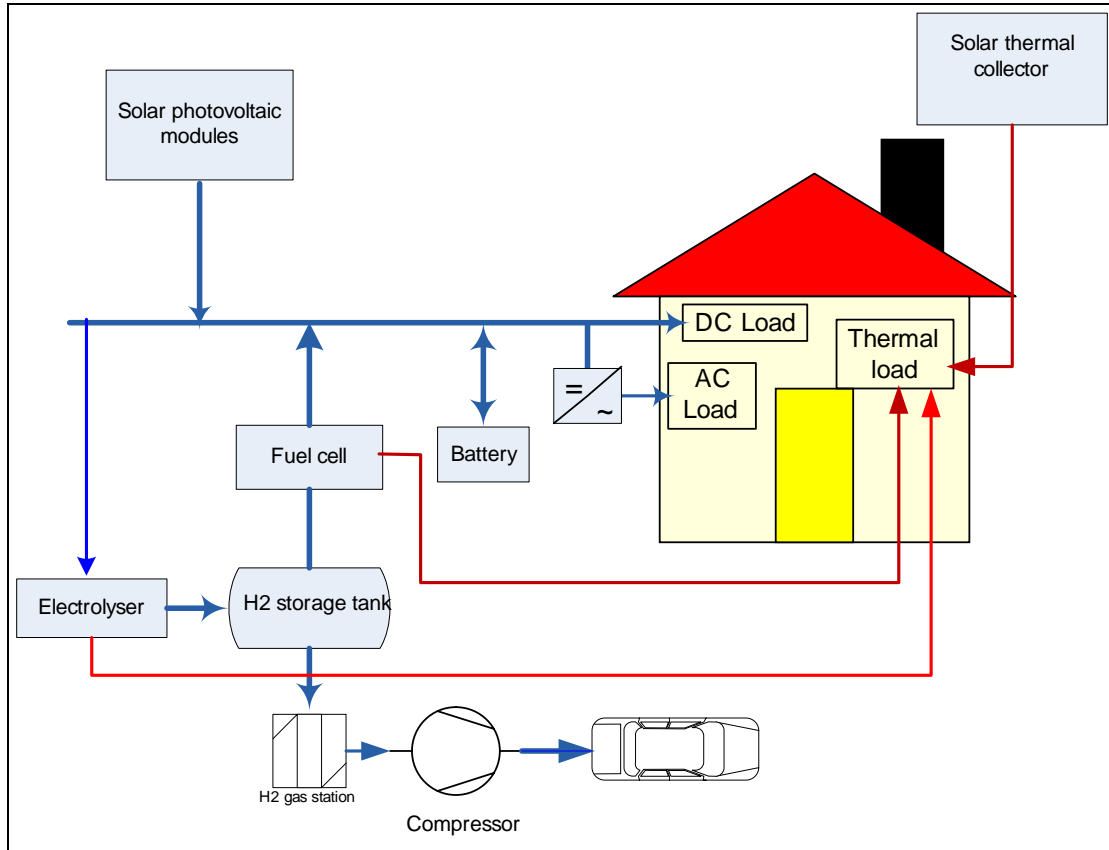 Solar thermal
collector
Solar photovoltaic
modules
DC Load
Thermal
load
=
~
AC
Load
Fuel cell
Battery
Electrolyser
H2 storage tank
H2 gas station
Compressor